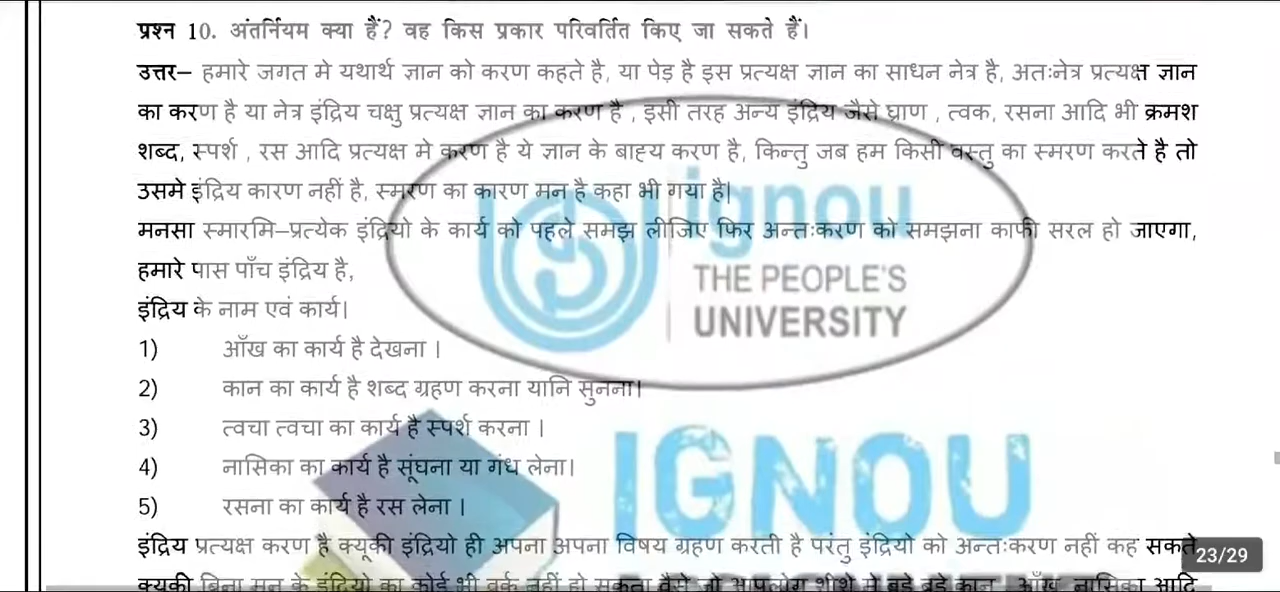 प्रश्न 10. अंतर्नियम क्या हैं? वह किस प्रकार परिवर्तित किए जा सकते हैं।
उत्तर– हमारे जगत मे यथार्थ ज्ञान को करण कहते है, या पेड़ है इस प्रत्यक्ष ज्ञान का साधन नेत्र है, अतःनेत्र प्रत्यक्ष ज्ञान
का करण है या नेत्र इंद्रिय चक्षु प्रत्यक्ष ज्ञान का करण है , इसी तरह अन्य इंद्रिय जैसे घ्राण , त्वक, रसना आदि भी क्रमश
शब्द, स्पर्श , रस आदि प्रत्यक्ष मे करण है ये ज्ञान के बाह्य करण है, किन्तु जब हम किसी वस्तु का स्मरण करते है तो
उसमे इंद्रिय कारण नहीं है, स्मरण का कारण मन है कहा भी गया है|
मनसा स्मारमि–प्रत्येक इंद्रियो के कार्य को पहले समझ लीजिए फिर अन्तःकरण को समझना काफी सरल हो जाएगा,
हमारे पास पाँच इंद्रिय है,
इंद्रिय के नाम एवं कार्य।
1) आँख का कार्य है देखना ।
2) कान का कार्य है शब्द ग्रहण करना यानि सुनना।
3) त्वचा त्वचा का कार्य है स्पर्श करना ।
4) नासिका का कार्य है सूंघना या गंध लेना।
5) रसना का कार्य है रस लेना ।
इंद्रिय प्रत्यक्ष करण है क्यूकी इंद्रियो ही अपना अपना विषय ग्रहण करती है परंतु इंद्रियो को अन्तःकरण नहीं कह सकते
ignou
THE PEOPLE'S
UNIVERSITY
IGNOU
23/29